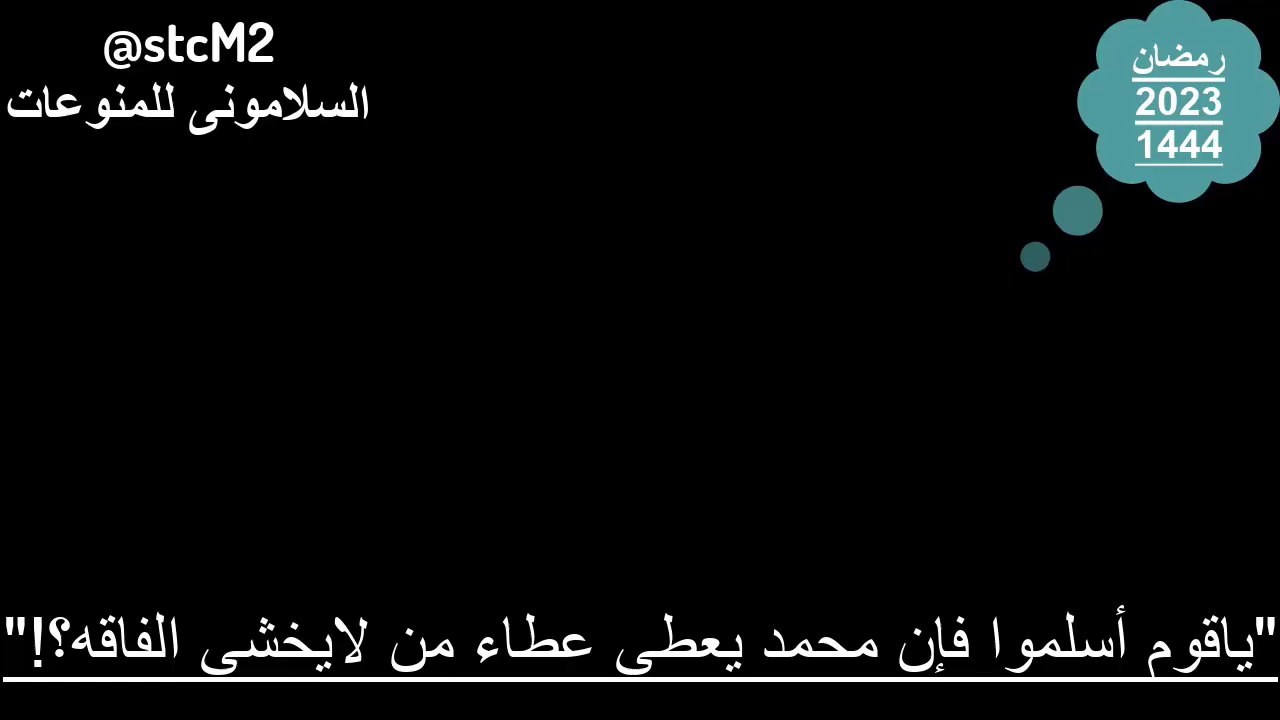 @stcM2
السلامونى للمنوعات
رمضان
2023
1444
"ياقوم أسلموا فإن محمد يعطى عطاء من لايخشى الفاقه؟!"